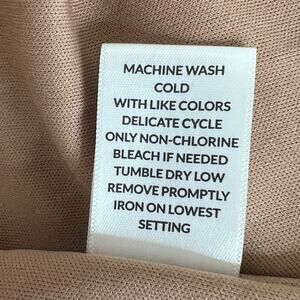 MACHINE WASH
COLD
WITH LIKE COLORS
DELICATE CYCLE
ONLY NON-CHLORINE
BLEACH IF NEEDED
TUMBLE DRY LOW
REMOVE PROMPTLY
IRON ON LOWEST
SETTING